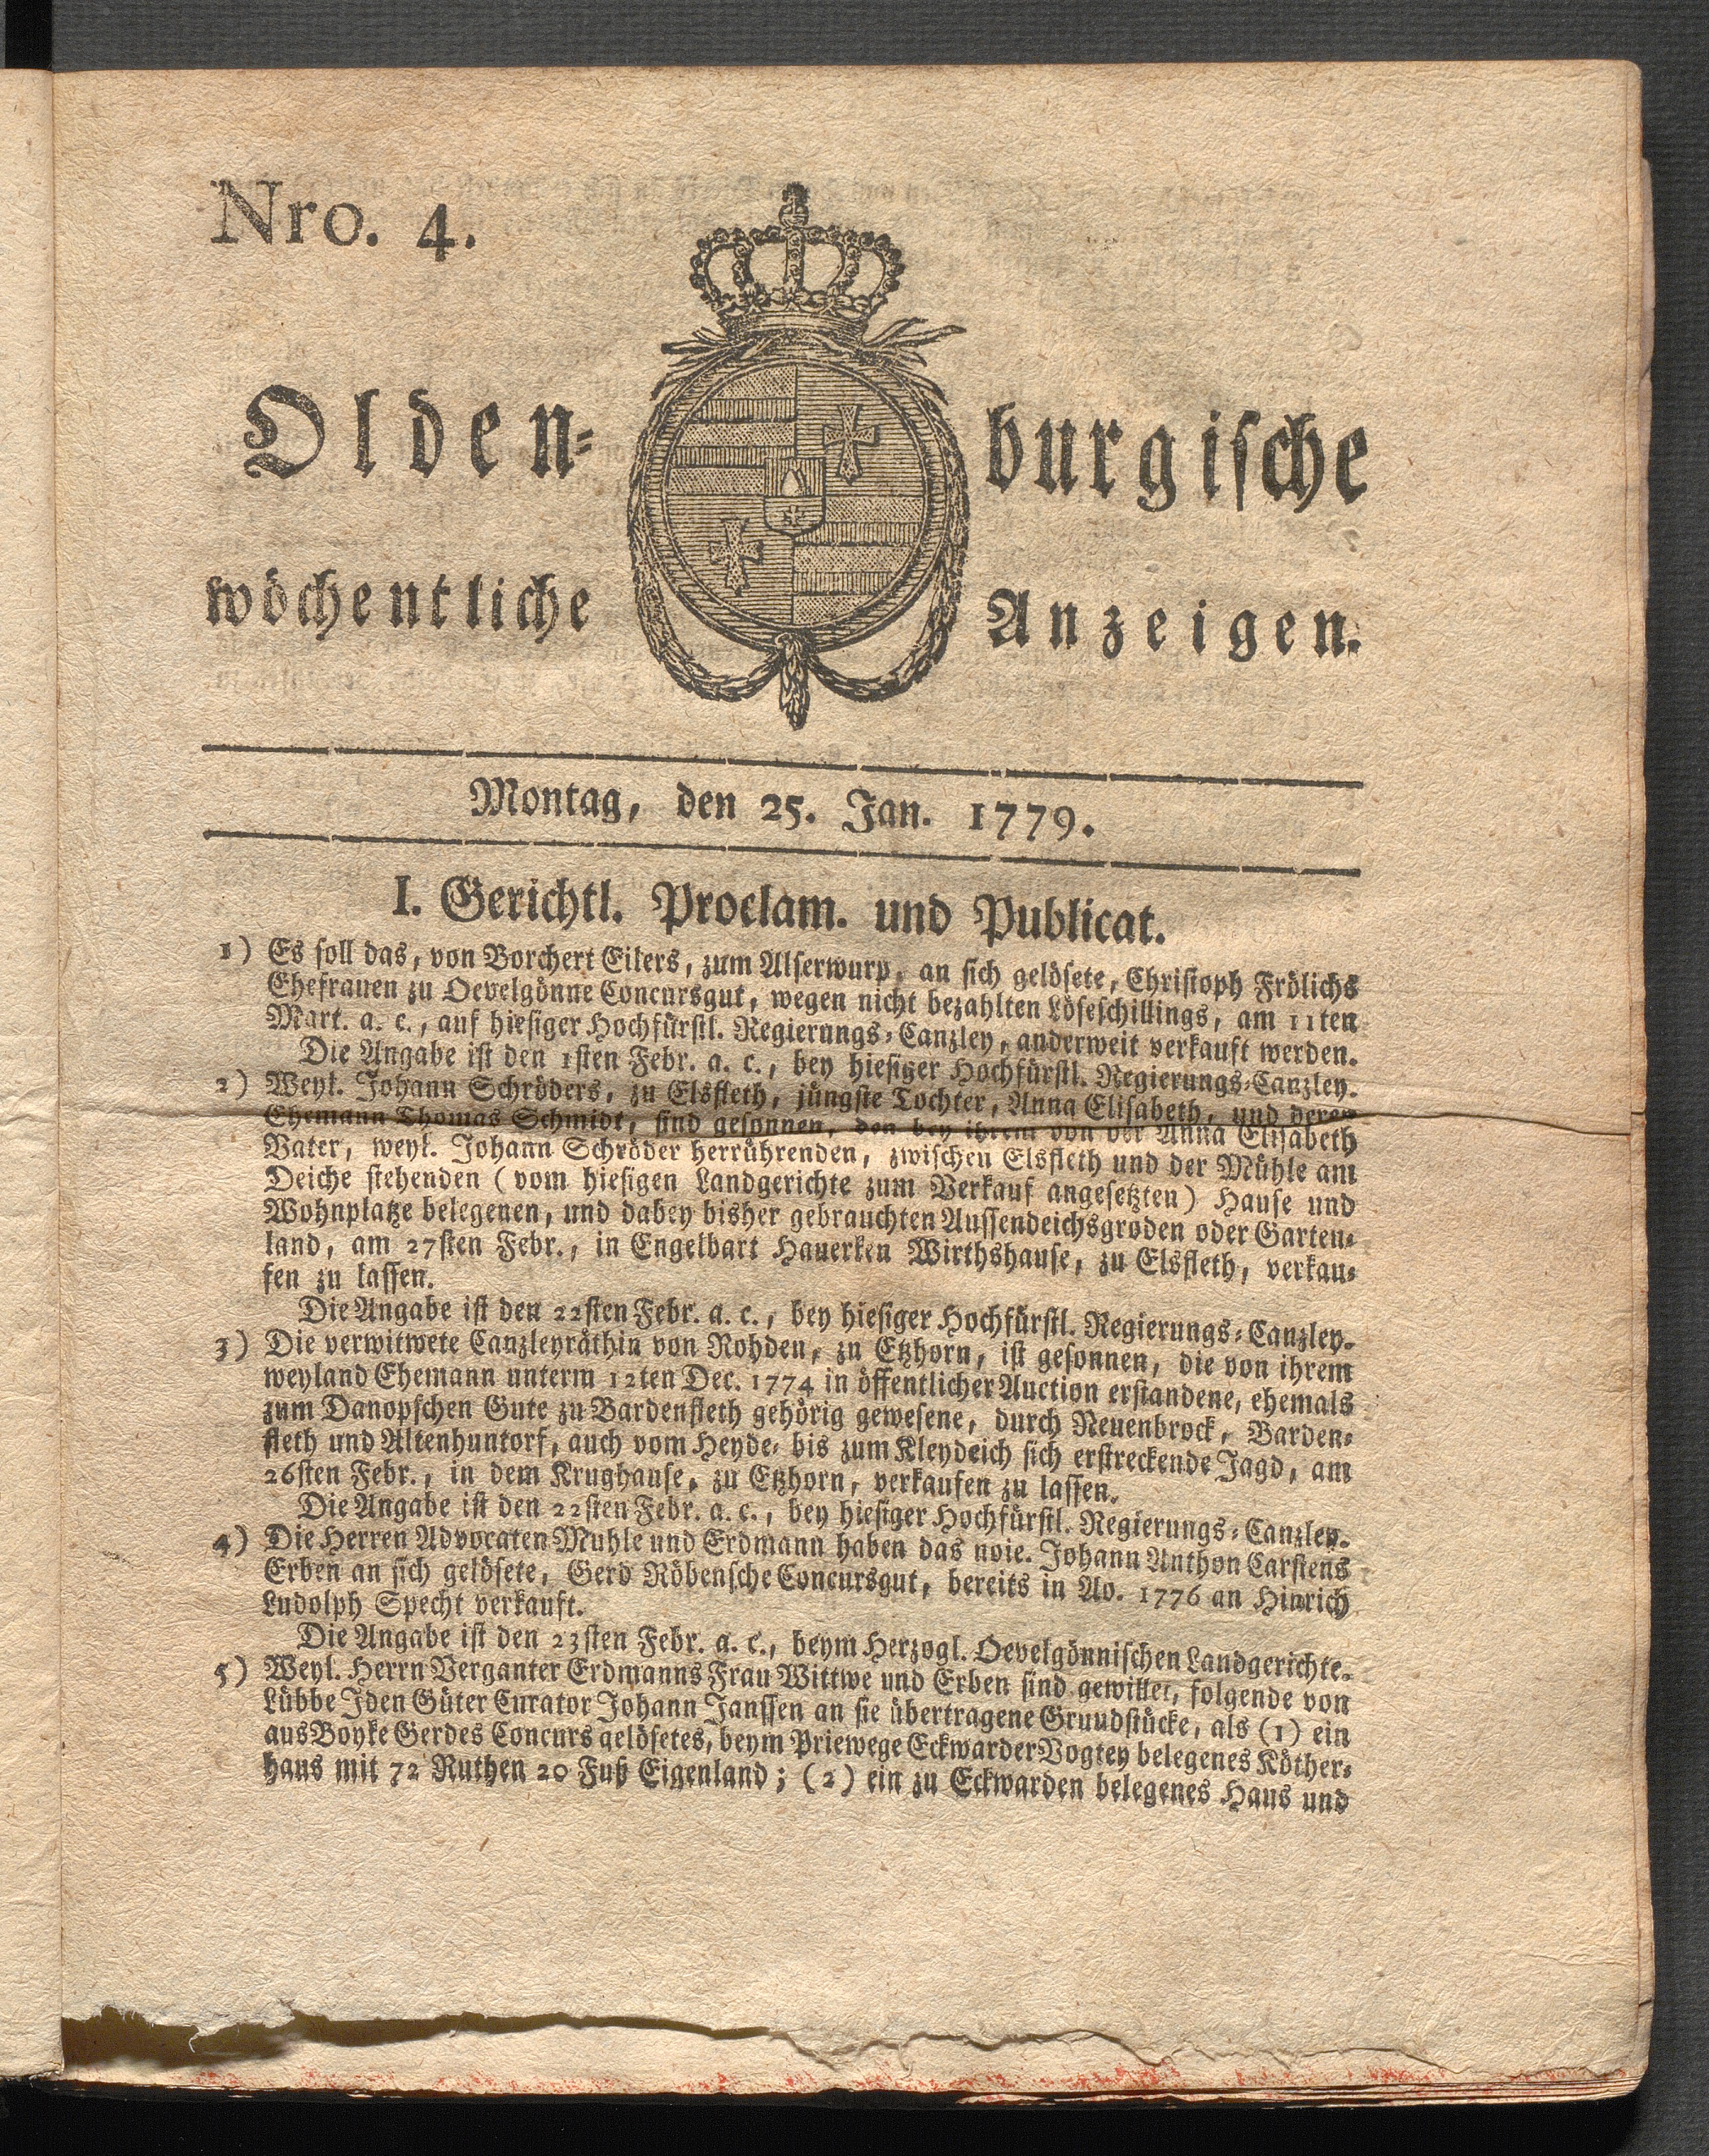 Nro. 4.
Olden-burgische
wöchentliche Anzeigen.
Montag, den 25. Jan. 1779.
I. Gerichtl. Proclam. und Publicat.
1) Es soll das, von Borchert Eilers, zum Alserwurp, an sich gelösete, Christoph Frölichs
Ehefrauen zu Oevelgönne Concursgut, wegen nicht bezahlten Löseschillings, am 11ten
Mart. a. c., auf hiesiger Hochfürstl. Regierungs-Canzley, anderweit verkauft werden.
Die Angabe ist den 1sten Febr. a. c., bey hiesiger Hochfürstl. Regierungs-Canzley.
2) Weyl. Johann Schröders, zu Elsfleth, jüngste Tochter, Anna Elisabeth, und deren
Ehemann Thomas Schmidt, sind gesonnen, den bey ihrem von der Anna Elisabeth
Vater, weyl. Johann Schröder herrührenden, zwischen Elsfleth und der Mühle am
Deiche stehenden (vom hiesigen Landgerichte zum Verkauf angesetzten) Hause und
Wohnplatze belegenen, und dabey bisher gebrauchten Aussendeichsgroden oder Garten-
land, am 27sten Febr., in Engelbart Hauerken Wirthshause, zu Elsfleth, verkau-
fen zu lassen.
Die Angabe ist den 22sten Febr. a. c., bey hiesiger Hochfürstl. Regierungs-Canzley.
3) Die verwitwete Canzleyräthin von Rohden, zu Etzhorn, ist gesonnen, die von ihrem
weyland Ehemann unterm 12ten Dec. 1774 in öffentlicher Auction erstandene, ehemals
zum Danopschen Gute zu Bardenfleth gehörig gewesene, durch Neuenbrock, Barden-
fleth und Altenhuntorf, auch vom Heyde- bis zum Kleydeich sich erstreckende Jagd, am
26sten Febr., in dem Krughause, zu Etzhorn, verkaufen zu lassen.
Die Angabe ist den 22sten Febr. a. c., bey hiesiger Hochfürstl. Regierungs-Canzley.
4) Die Herren Advocaten Muhle und Erdmann haben das noie. Johann Anthon Carstens
Erben an sich gelösete, Gerd Röbensche Concursgut, bereits in Ao. 1776 an Hinrich
Ludolph Specht verkauft.
Die Angabe ist den 23sten Febr. a. c., beym Herzogl. Oevelgönnischen Landgerichte.
5) Weyl. Herrn Verganter Erdmanns Frau Wittwe und Erben sind gewillet, folgende von
Lübbe Iden Güter Curator Johann Janssen an sie übertragene Grundstücke, als (1) ein
aus Boyke Gerdes Concurs gelösetes, beym Priewege Eckwarder Vogtey belegenes Köther-
haus mit 72 Ruthen 20 Fuß Eigenland; (2) ein zu Eckwarden belegenes Haus und